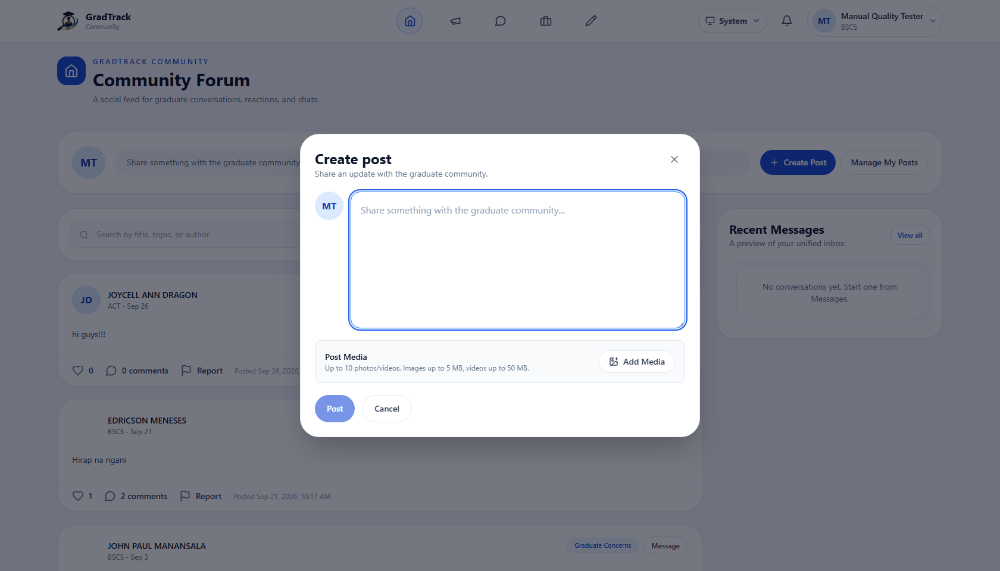 GradTrack
Community
System
MT
Manual Quality Tester
BSCS
GRADTRACK COMMUNITY
Community Forum
A social feed for graduate conversations, reactions, and chats.
MT
Share something with the graduate community
Create Post
Manage My Posts
Create post
Share an update with the graduate community.
MT
Share something with the graduate community...
Post Media
Up to 10 photos/videos. Images up to 5 MB, videos up to 50 MB.
Add Media
Post
Cancel
Search by title, topic, or author
JD
JOYCELL ANN DRAGON
ACT - Sep 26
hi guys!!!
0
0 comments
Report
Posted Sep 26, 2026,
EDRICSON MENESES
BSCS - Sep 21
Hirap na ngani
1
2 comments
Report
Posted Sep 21, 2026, 10:17 AM
JOHN PAUL MANANSALA
BSCS - Sep 3
Graduate Concerns
Message
Recent Messages
A preview of your unified inbox.
View all
No conversations yet. Start one from
Messages.